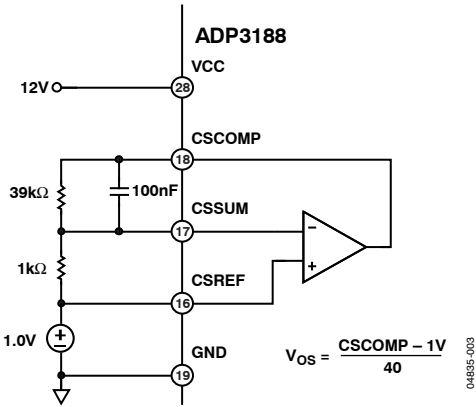 ADP3188
VCC
12V
28
CSCOMP
18
39kΩ
100nF
CSSUM
17
–
1kΩ
+
CSREF
16
1.0V
+
–
GND
19
V_OS = CSCOMP – 1V
40
04835-003